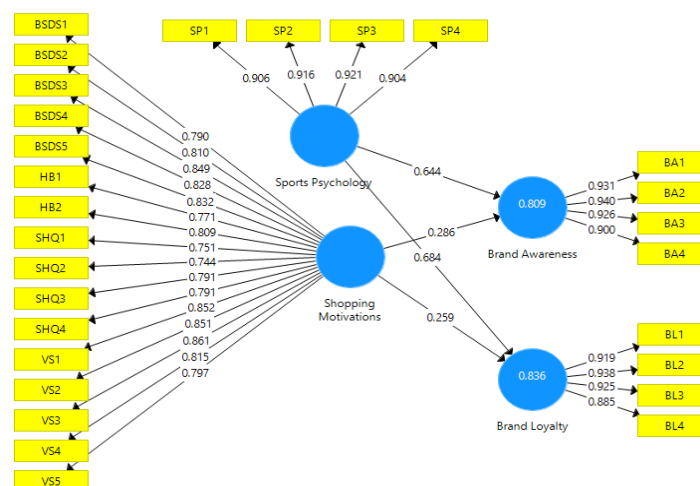 BSDS1
BSDS2
BSDS3
BSDS4
BSDS5
HB1
HB2
SHQ1
SHQ2
SHQ3
SHQ4
VS1
VS2
VS3
VS4
VS5
0.790
0.810
0.849
0.828
0.832
0.771
0.809
0.751
0.744
0.791
0.791
0.852
0.851
0.861
0.815
0.797
SP1
SP2
SP3
SP4
0.906
0.916
0.921
0.904
Sports Psychology
Shopping
Motivations
0.644
0.286
0.684
0.259
0.809
Brand Awareness
0.931
0.940
0.926
0.900
BA1
BA2
BA3
BA4
0.836
Brand Loyalty
0.919
0.938
0.925
0.885
BL1
BL2
BL3
BL4